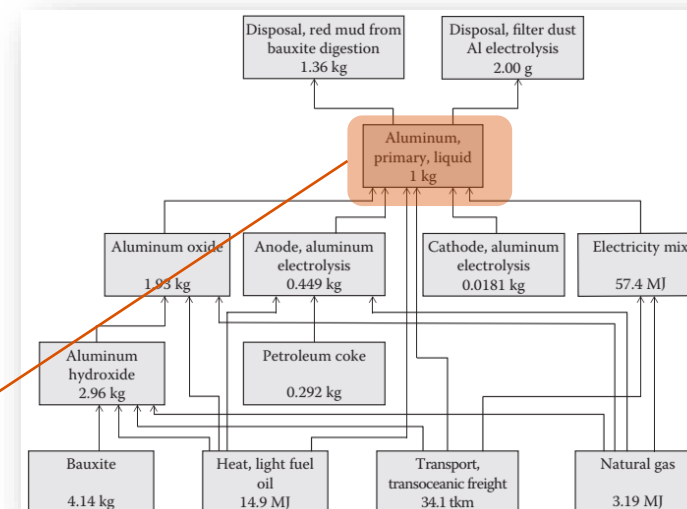 Disposal, red mud from
bauxite digestion
1.36 kg
Disposal, filter dust
Al electrolysis
2.00 g
Aluminum,
primary, liquid
1 kg
Aluminum oxide
1.93 kg
Anode, aluminum
electrolysis
0.449 kg
Cathode, aluminum
electrolysis
0.0181 kg
Electricity mix
57.4 MJ
Aluminum
hydroxide
2.96 kg
Petroleum coke
0.292 kg
Bauxite
4.14 kg
Heat, light fuel
oil
14.9 MJ
Transport,
transoceanic freight
34.1 tkm
Natural gas
3.19 MJ